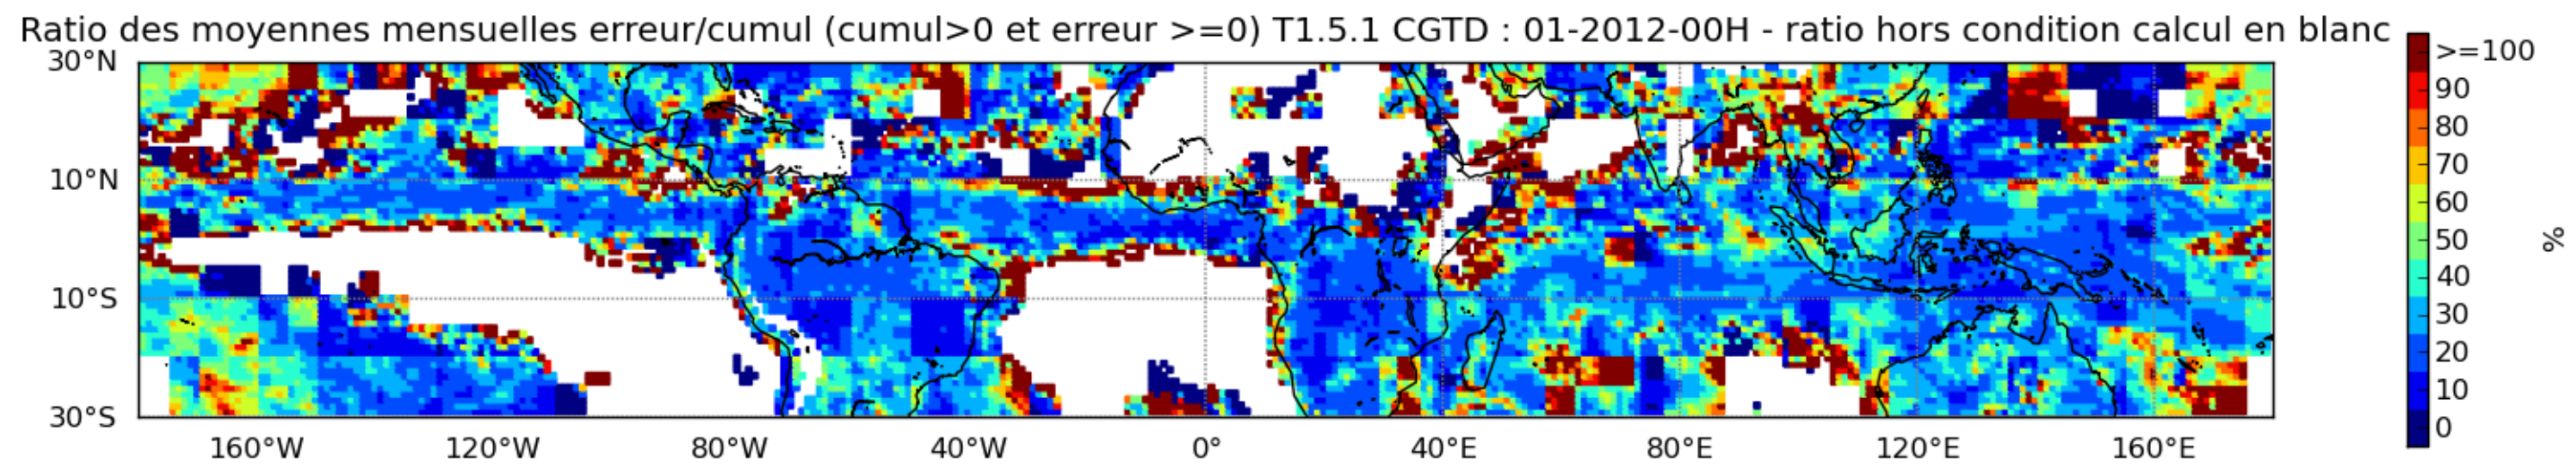 Ratio des moyennes mensuelles erreur/cumul (cumul>0 et erreur >=0) T1.5.1 CGTD : 01-2012-00H - ratio hors condition calcul en blanc
30°N
10°N
10°S
30°S
160°W 120°W 80°W 40°W 0° 40°E 80°E 120°E 160°E
>=100
90
80
70
60
50
40
30
20
10
0
%